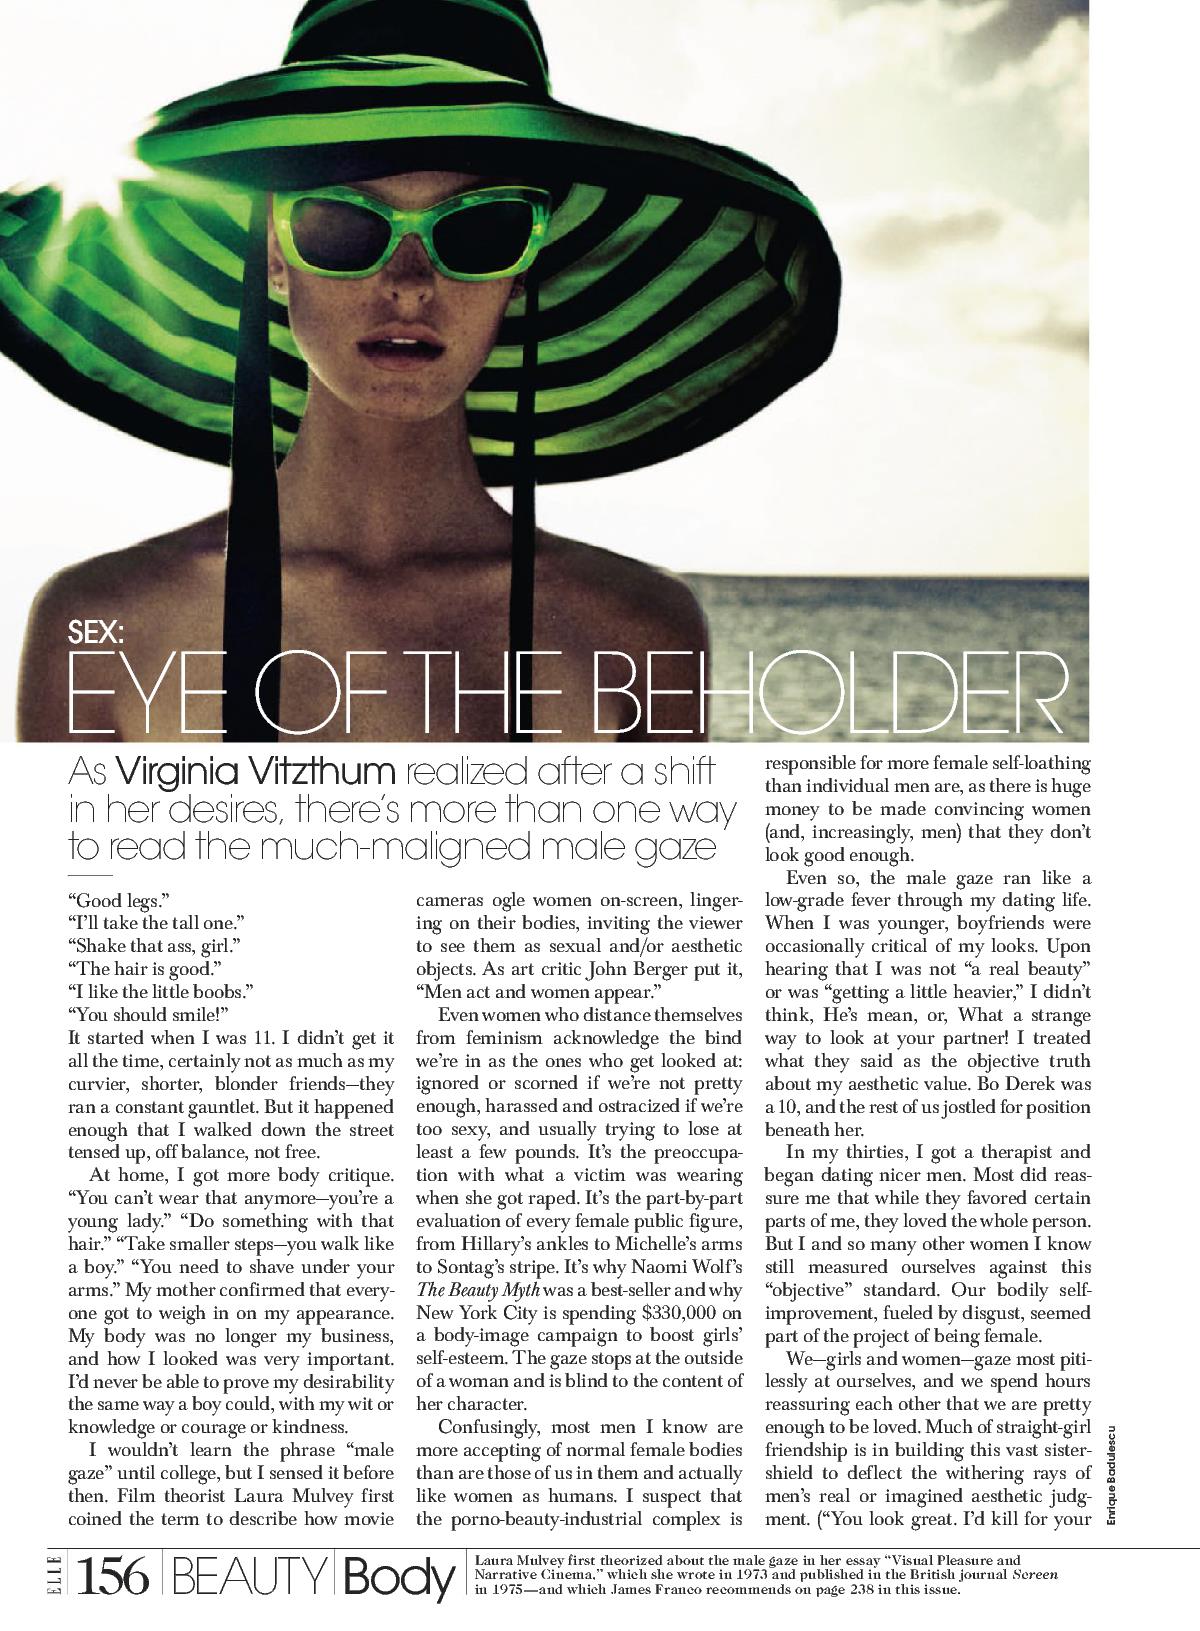 SEX:
EYE OF THE BEHOLDER
As Virginia Vitzthum realized after a shift
in her desires, there’s more than one way
to read the much-maligned male gaze
“Good legs.”
“I’ll take the tall one.”
“Shake that ass, girl.”
“The hair is good.”
“I like the little boobs.”
“You should smile!”
It started when I was 11. I didn’t get it
all the time, certainly not as much as my
curvier, shorter, blonder friends—they
ran a constant gauntlet. But it happened
enough that I walked down the street
tensed up, off balance, not free.
At home, I got more body critique.
“You can’t wear that anymore—you’re a
young lady.” “Do something with that
hair.” “Take smaller steps—you walk like
a boy.” “You need to shave under your
arms.” My mother confirmed that every-
one got to weigh in on my appearance.
My body was no longer my business,
and how I looked was very important.
I’d never be able to prove my desirability
the same way a boy could, with my wit or
knowledge or courage or kindness.
I wouldn’t learn the phrase “male
gaze” until college, but I sensed it before
then. Film theorist Laura Mulvey first
coined the term to describe how movie
cameras ogle women on-screen, linger-
ing on their bodies, inviting the viewer
to see them as sexual and/or aesthetic
objects. As art critic John Berger put it,
“Men act and women appear.”
Even women who distance themselves
from feminism acknowledge the bind
we’re in as the ones who get looked at:
ignored or scorned if we’re not pretty
enough, harassed and ostracized if we’re
too sexy, and usually trying to lose at
least a few pounds. It’s the preoccupa-
tion with what a victim was wearing
when she got raped. It’s the part-by-part
evaluation of every female public figure,
from Hillary’s ankles to Michelle’s arms
to Sontag’s stripe. It’s why Naomi Wolf’s
The Beauty Myth was a best-seller and why
New York City is spending $330,000 on
a body-image campaign to boost girls’
self-esteem. The gaze stops at the outside
of a woman and is blind to the content of
her character.
Confusingly, most men I know are
more accepting of normal female bodies
than are those of us in them and actually
like women as humans. I suspect that
the porno-beauty-industrial complex is
responsible for more female self-loathing
than individual men are, as there is huge
money to be made convincing women
(and, increasingly, men) that they don’t
look good enough.
Even so, the male gaze ran like a
low-grade fever through my dating life.
When I was younger, boyfriends were
occasionally critical of my looks. Upon
hearing that I was not “a real beauty”
or was “getting a little heavier,” I didn’t
think, He’s mean, or, What a strange
way to look at your partner! I treated
what they said as the objective truth
about my aesthetic value. Bo Derek was
a 10, and the rest of us jostled for position
beneath her.
In my thirties, I got a therapist and
began dating nicer men. Most did reas-
sure me that while they favored certain
parts of me, they loved the whole person.
But I and so many other women I know
still measured ourselves against this
“objective” standard. Our bodily self-
improvement, fueled by disgust, seemed
part of the project of being female.
We—girls and women—gaze most piti-
lessly at ourselves, and we spend hours
reassuring each other that we are pretty
enough to be loved. Much of straight-girl
friendship is in building this vast sister-
shield to deflect the withering rays of
men’s real or imagined aesthetic judg-
ment. (“You look great. I’d kill for your
Enrique Badulescu
ELLE 156 BEAUTY Body
Laura Mulvey first theorized about the male gaze in her essay “Visual Pleasure and
Narrative Cinema,” which she wrote in 1973 and published in the British journal Screen
in 1975—and which James Franco recommends on page 238 in this issue.